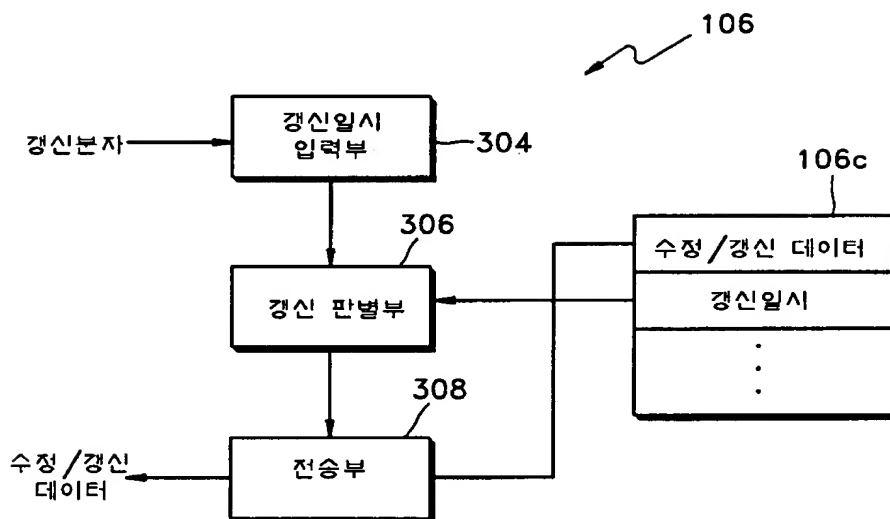 106
갱신일시
입력부
304
갱신분자
106c
306
수정/갱신 데이터
갱신 판별부
갱신일시
308
수정/갱신
데이터
전송부